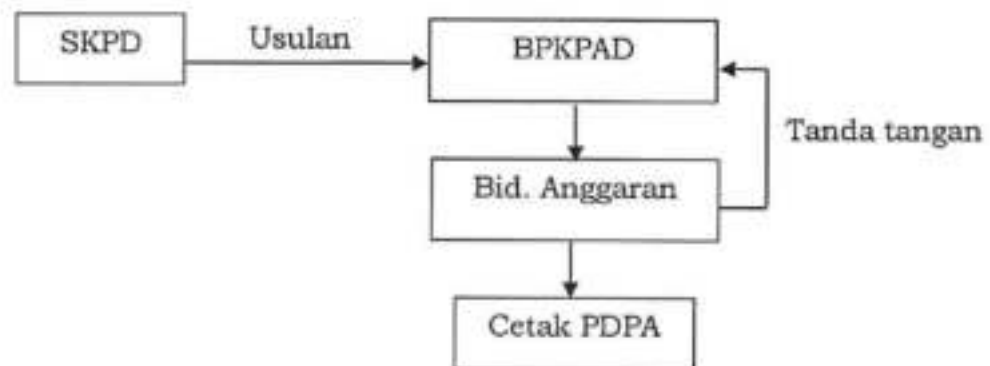 SKPD
Usulan
BPKPAD
Tanda tangan
Bid. Anggaran
Cetak PDPA